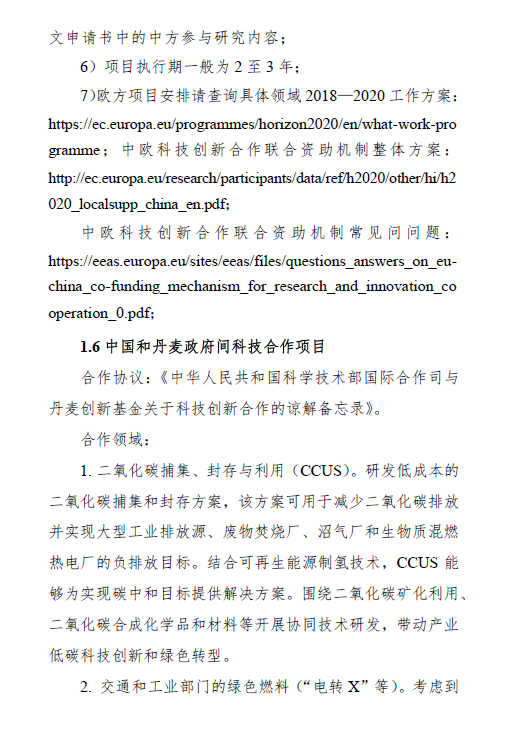 文申请书中的中方参与研究内容；
6）项目执行期一般为 2 至 3 年；
7）欧方项目安排请查询具体领域 2018—2020 工作方案：
https://ec.europa.eu/programmes/horizon2020/en/what-work-pro
gramme；中欧科技创新合作联合资助机制整体方案：
http://ec.europa.eu/research/participants/data/ref/h2020/other/hi/h2
020_localsupp_china_en.pdf；
中欧科技创新合作联合资助机制常见问问题：
https://eeas.europa.eu/sites/eeas/files/questions_answers_on_eu-
china_co-funding_mechanism_for_research_and_innovation_co
operation_0.pdf；
1.6 中国和丹麦政府间科技合作项目
合作协议：《中华人民共和国科学技术部国际合作司与
丹麦创新基金关于科技创新合作的谅解备忘录》。
合作领域：
1. 二氧化碳捕集、封存与利用（CCUS）。研发低成本的
二氧化碳捕集和封存方案，该方案可用于减少二氧化碳排放
并实现大型工业排放源、废物焚烧厂、沼气厂和生物质混燃
热电厂的负排放目标。结合可再生能源制氢技术，CCUS 能
够为实现碳中和目标提供解决方案。围绕二氧化碳矿化利用、
二氧化碳合成化学品和材料等开展协同技术研发，带动产业
低碳科技创新和绿色转型。
2. 交通和工业部门的绿色燃料（“电转 X”等）。考虑到